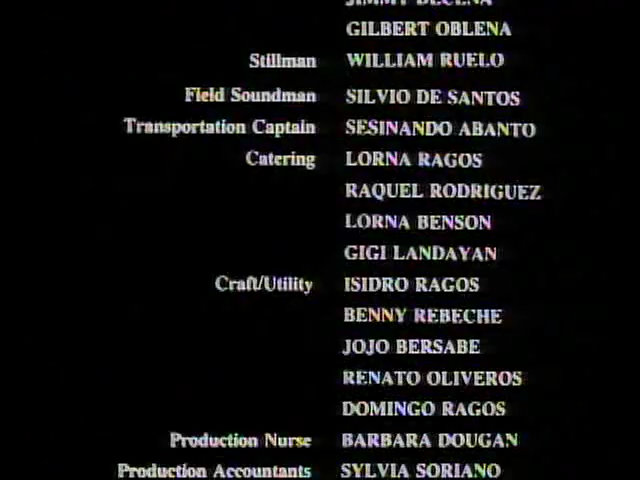 JIMMY DECENA
GILBERT OBLENA
Stillman WILLIAM RUELO
Field Soundman SILVIO DE SANTOS
Transportation Captain SESINANDO ABANTO
Catering LORNA RAGOS
RAQUEL RODRIGUEZ
LORNA BENSON
GIGI LANDAYAN
Craft/Utility ISIDRO RAGOS
BENNY REBECHE
JOJO BERSABE
RENATO OLIVEROS
DOMINGO RAGOS
Production Nurse BARBARA DOUGAN
Production Accountants SYLVIA SORIANO